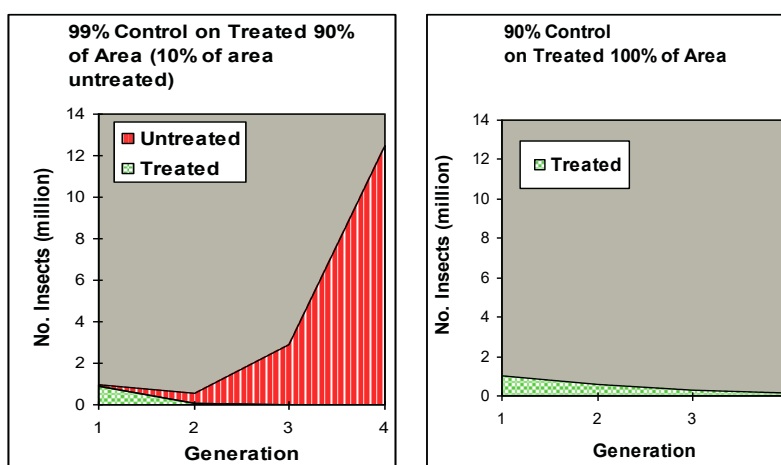 99% Control on Treated 90%
of Area (10% of area
untreated)
14
12
10
8
6
4
2
0
No. Insects (million)
Untreated
Treated
1 2 3 4
Generation
90% Control
on Treated 100% of Area
14
12
10
8
6
4
2
0
No. Insects (million)
Treated
1 2 3
Generation